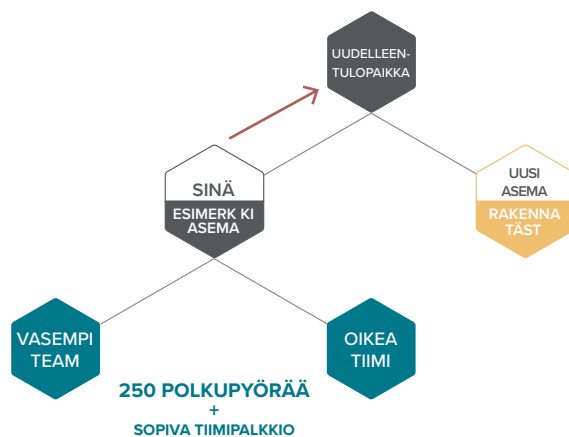 UUDELLEEN-
TULOPAIKKA
SINÄ
ESIMERK KI
ASEMA
UUSI
ASEMA
RAKENNA
TÄST
VASEMPI
TEAM
OIKEA
TIIMI
250 POLKUPYÖRÄÄ
+
SOPIVA TIIMIPALKKIO